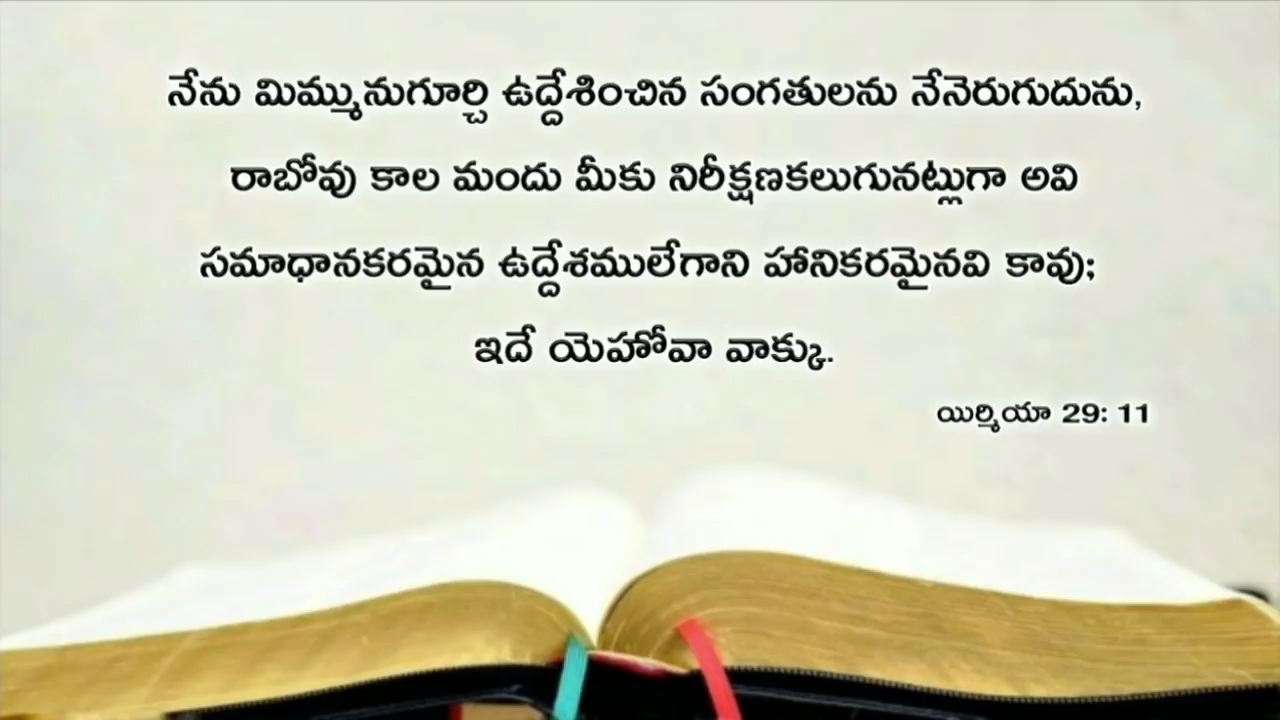 నేను మిమ్మునుగూర్చి ఉద్దేశించిన సంగతులను నేనెరుగుదును,
రాబోవు కాల మందు మీకు నిరీక్షణకలుగునట్లుగా అవి
సమాధానకరమైన ఉద్దేశములేగాని హానికరమైనవి కావు;
ఇదే యెహోవా వాక్కు.
యిర్మియా 29: 11